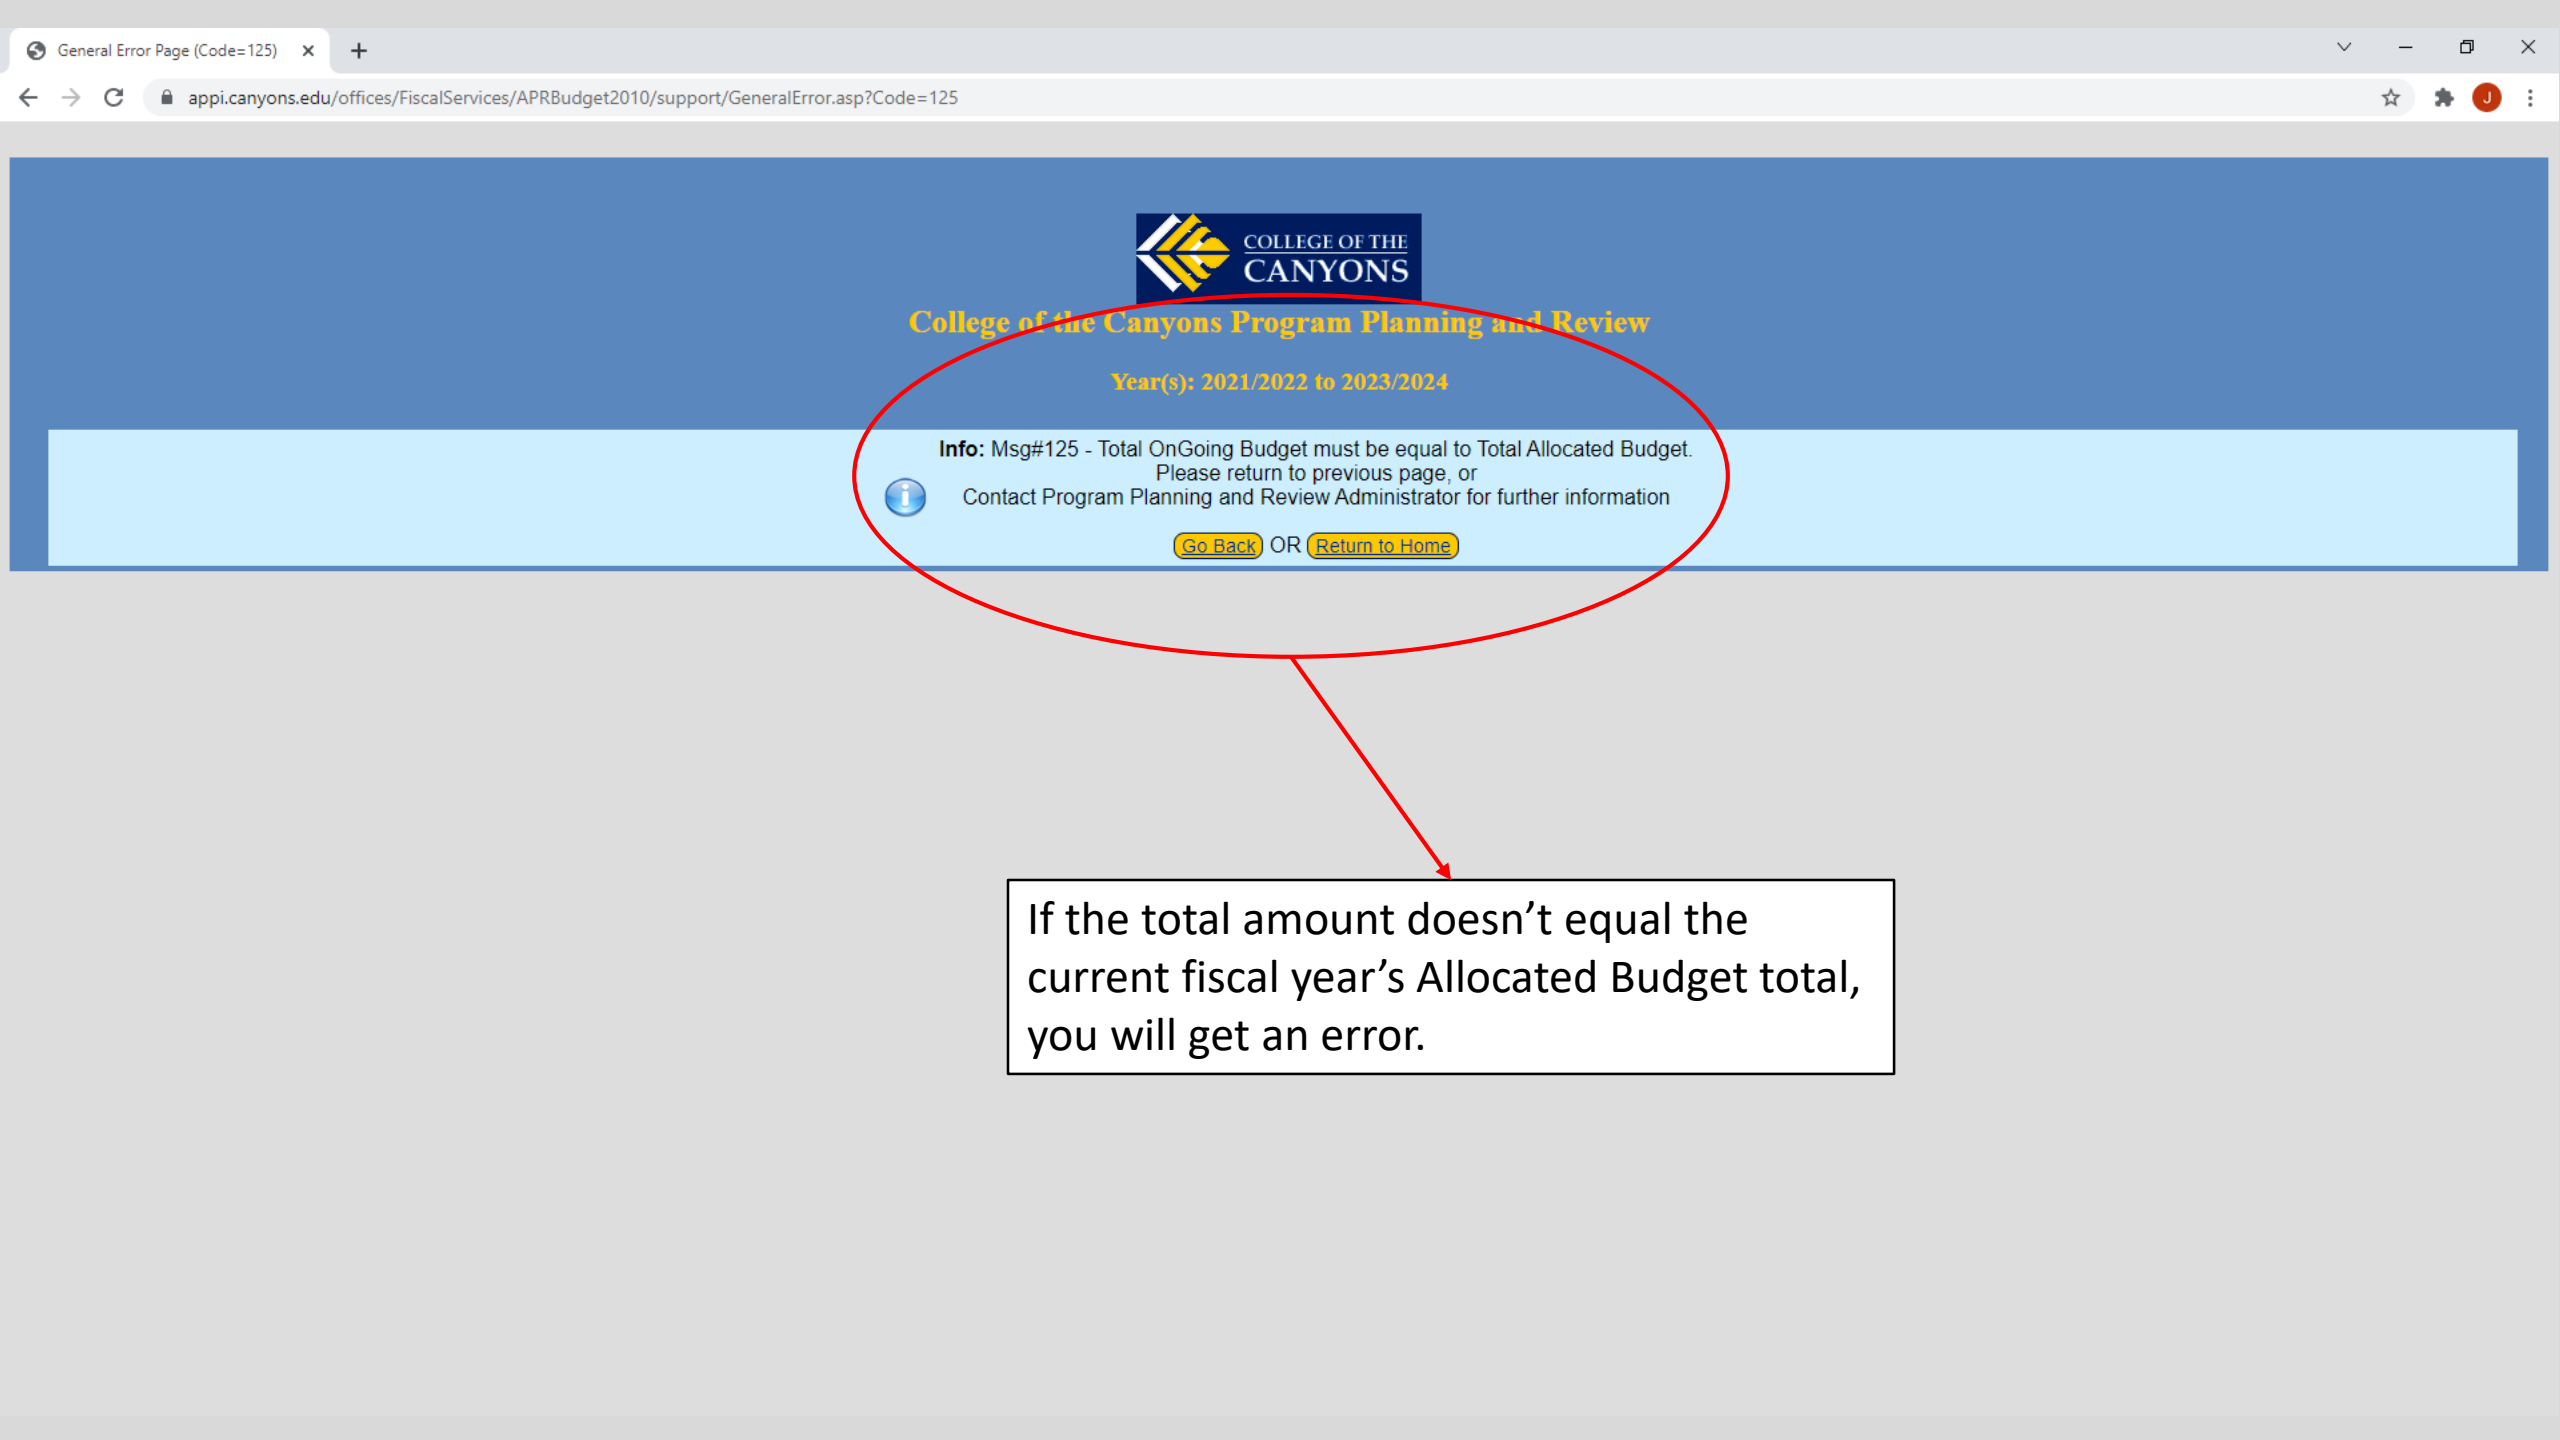 General Error Page (Code=125)
appi.canyons.edu/offices/FiscalServices/APRBudget2010/support/GeneralError.asp?Code=125
J
COLLEGE OF THE
CANYONS
College of the Canyons Program Planning and Review
Year(s): 2021/2022 to 2023/2024
Info: Msg#125 - Total OnGoing Budget must be equal to Total Allocated Budget.
Please return to previous page, or
Contact Program Planning and Review Administrator for further information
Go Back OR Return to Home
If the total amount doesn’t equal the
current fiscal year’s Allocated Budget total,
you will get an error.